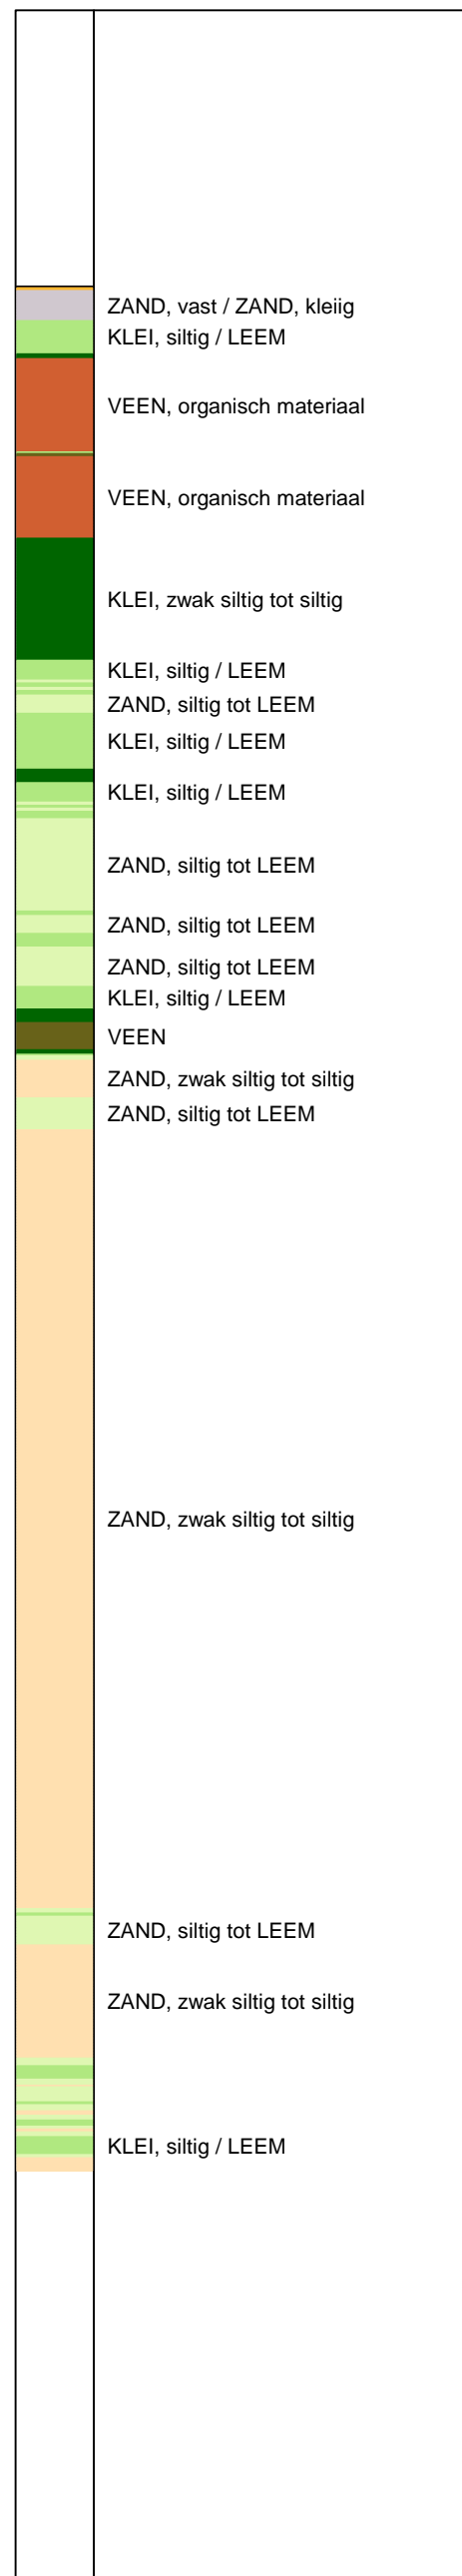 ZAND, vast / ZAND, kleiig
KLEI, siltig / LEEM
VEEN, organisch materiaal
VEEN, organisch materiaal
KLEI, zwak siltig tot siltig
KLEI, siltig / LEEM
ZAND, siltig tot LEEM
KLEI, siltig / LEEM
KLEI, siltig / LEEM
ZAND, siltig tot LEEM
ZAND, siltig tot LEEM
ZAND, siltig tot LEEM
KLEI, siltig / LEEM
VEEN
ZAND, zwak siltig tot siltig
ZAND, siltig tot LEEM
ZAND, zwak siltig tot siltig
ZAND, siltig tot LEEM
ZAND, zwak siltig tot siltig
KLEI, siltig / LEEM